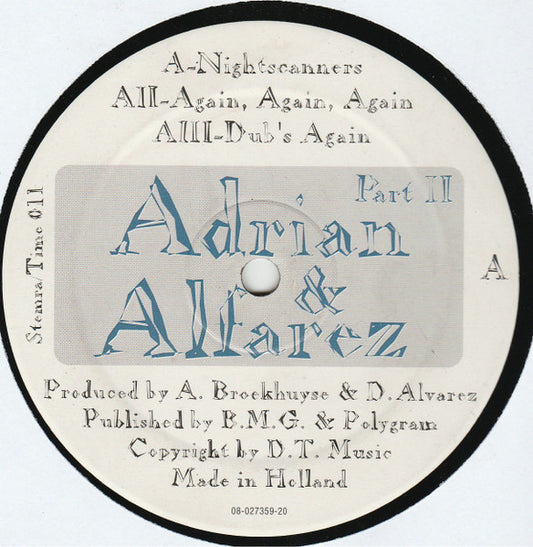 A-Nightscanners
AII-Again, Again, Again
AIII-Dub's Again
Part II
Adrian
&
Alfarez
Stemra/Time 011
A
Produced by A. Broekhuyse & D. Alvarez
Published by B.M.G. & Polygram
Copyright by D.T. Music
Made in Holland
08-027359-20